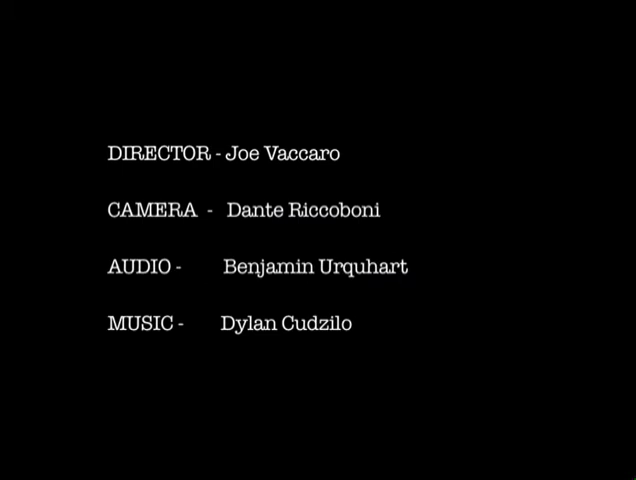 DIRECTOR - Joe Vaccaro
CAMERA - Dante Riccoboni
AUDIO - Benjamin Urquhart
MUSIC - Dylan Cudzilo